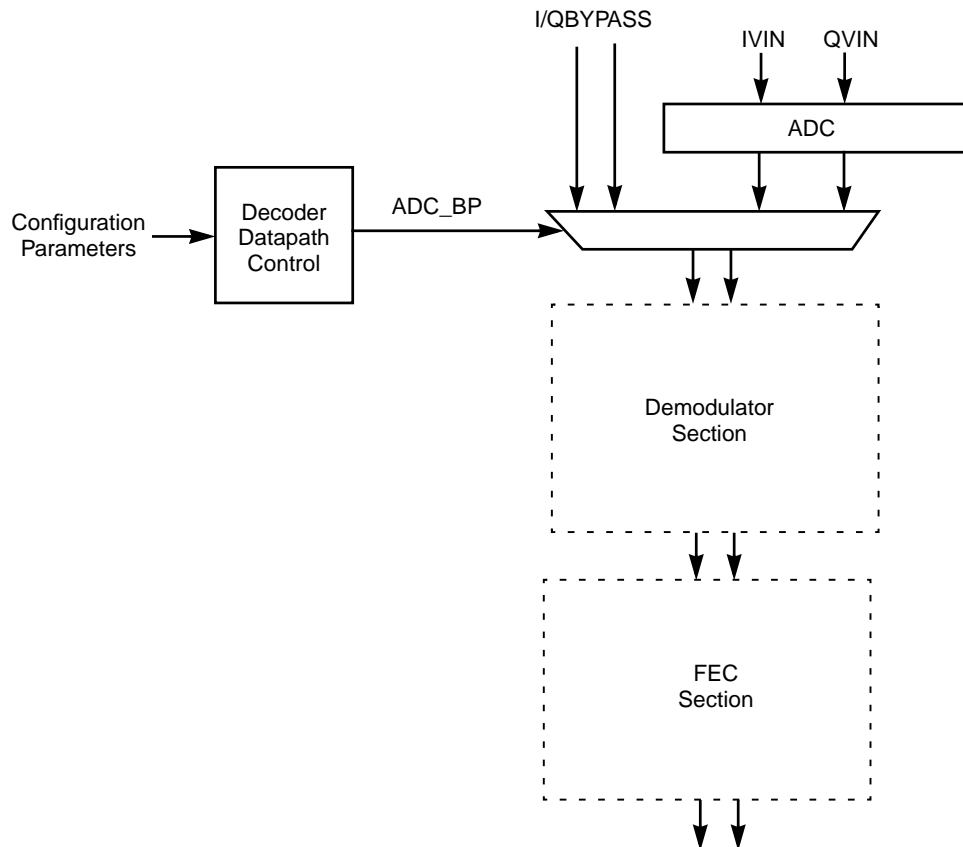 I/QBYPASS
IVIN
QVIN
ADC
Configuration
Parameters
Decoder
Datapath
Control
ADC_BP
Demodulator
Section
FEC
Section